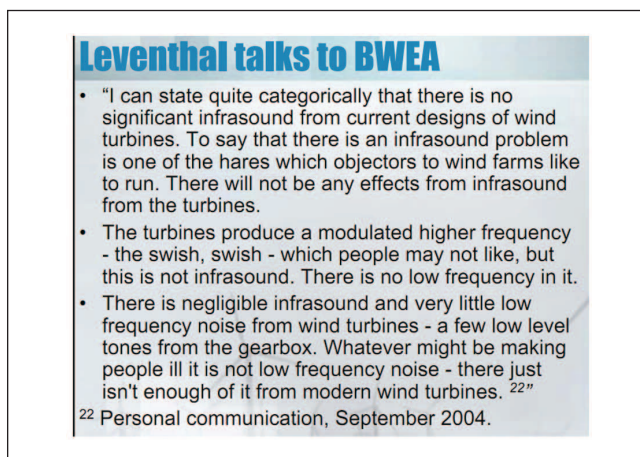 Leventhal talks to BWEA
• “I can state quite categorically that there is no
significant infrasound from current designs of wind
turbines. To say that there is an infrasound problem
is one of the hares which objectors to wind farms like
to run. There will not be any effects from infrasound
from the turbines.
• The turbines produce a modulated higher frequency
- the swish, swish - which people may not like, but
this is not infrasound. There is no low frequency in it.
• There is negligible infrasound and very little low
frequency noise from wind turbines - a few low level
tones from the gearbox. Whatever might be making
people ill it is not low frequency noise - there just
isn't enough of it from modern wind turbines. 22”
22 Personal communication, September 2004.